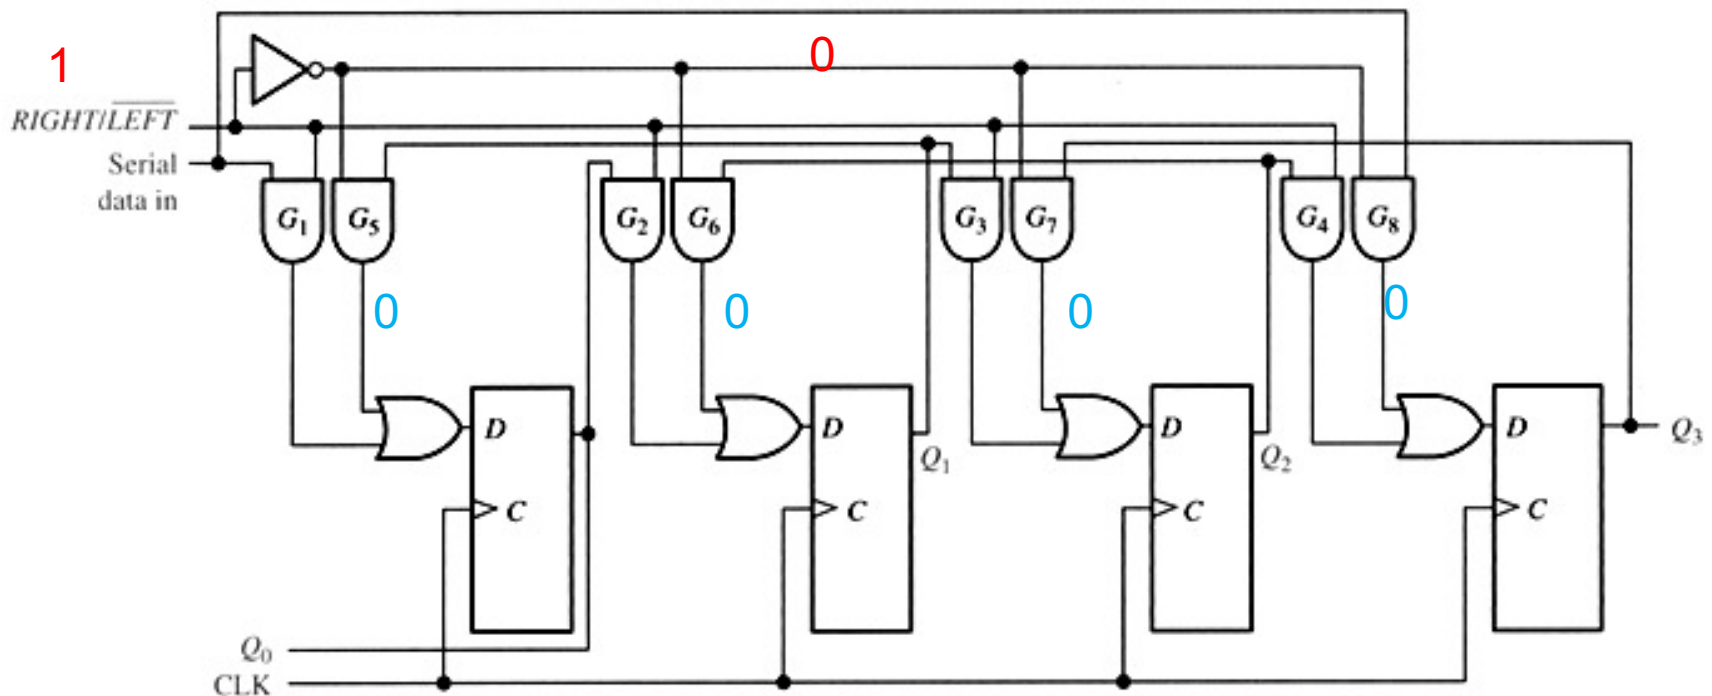 1
0
RIGHT/LEFT
Serial
data in
G1 G5 G2 G6 G3 G7 G4 G8
0 0 0 0
D D D D
Q1 Q2 Q3
C C C C
Q0
CLK